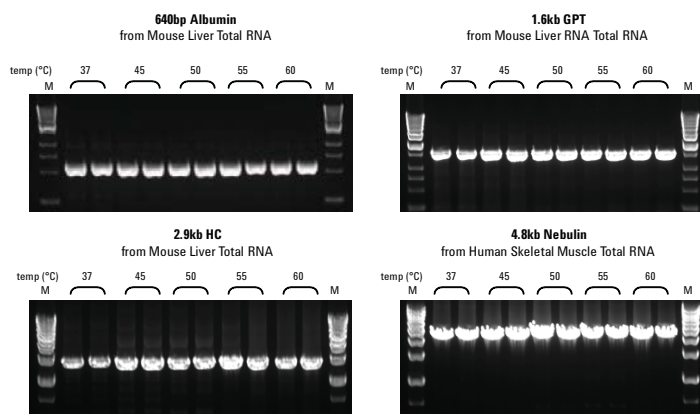 640bp Albumin
from Mouse Liver Total RNA
temp (°C) 37 45 50 55 60
M M
1.6kb GPT
from Mouse Liver RNA Total RNA
temp (°C) 37 45 50 55 60
M M
2.9kb HC
from Mouse Liver Total RNA
temp (°C) 37 45 50 55 60
M M
4.8kb Nebulin
from Human Skeletal Muscle Total RNA
temp (°C) 37 45 50 55 60
M M